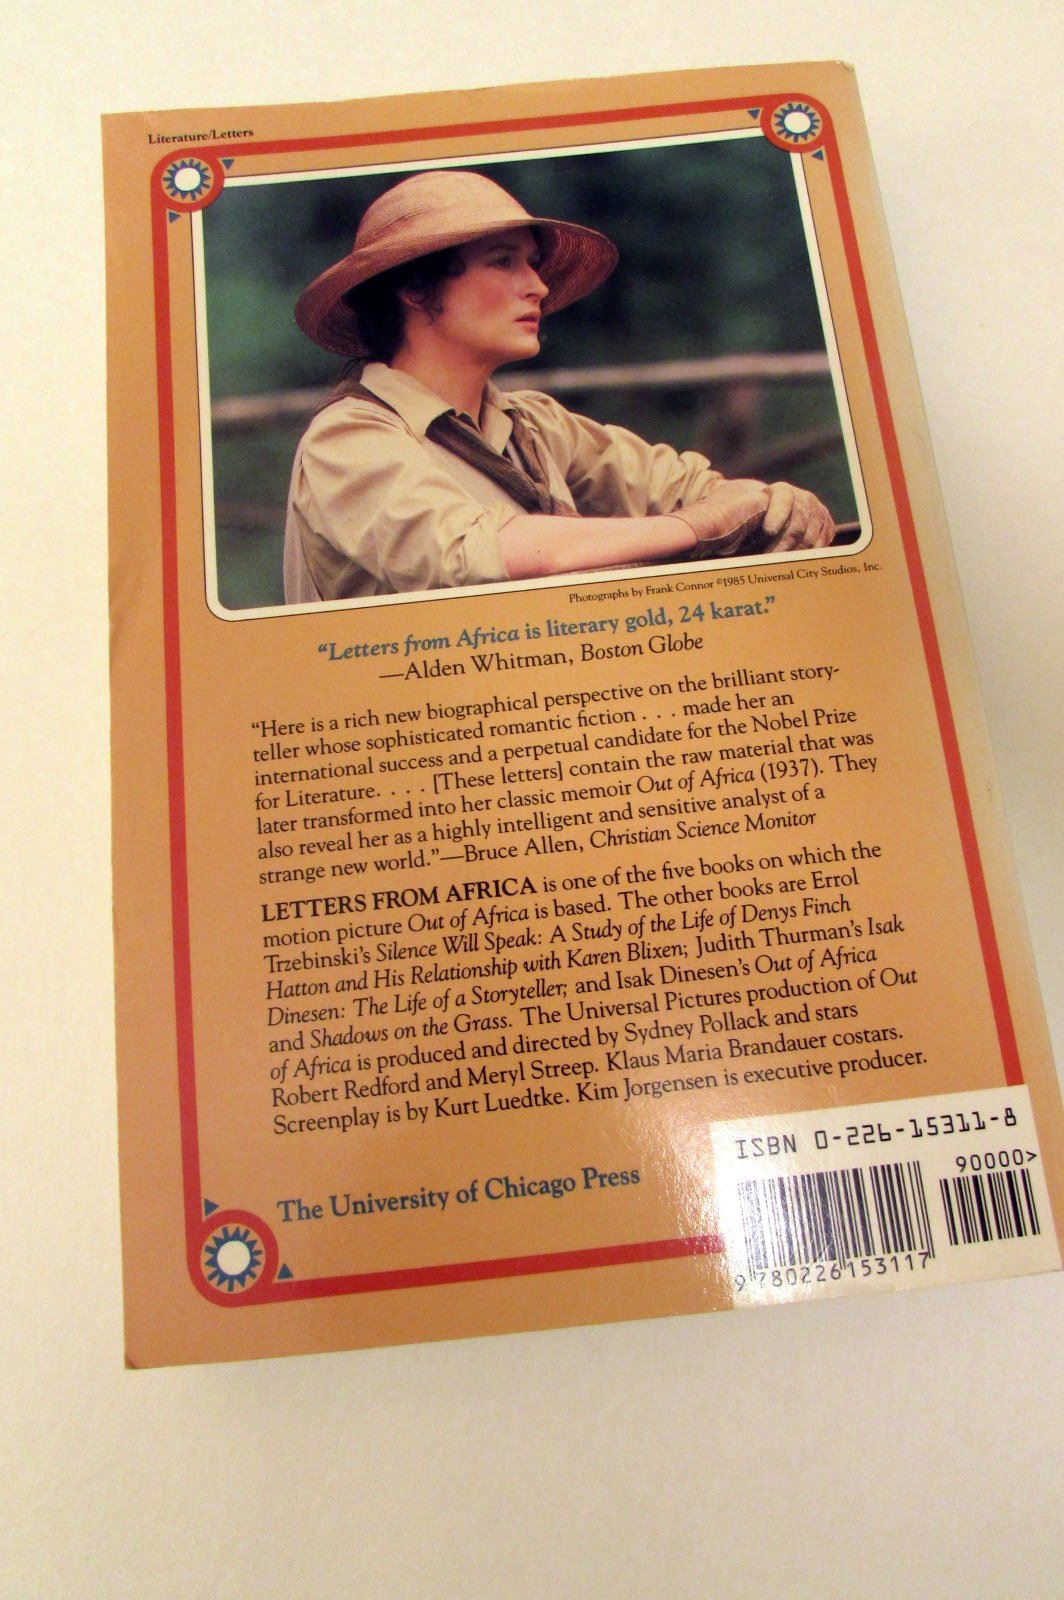 Literature/Letters
Photographs by Frank Connor ©1985 Universal City Studios, Inc.
“Letters from Africa is literary gold, 24 karat.”
—Alden Whitman, Boston Globe
“Here is a rich new biographical perspective on the brilliant story-
teller whose sophisticated romantic fiction . . . made her an
international success and a perpetual candidate for the Nobel Prize
for Literature. . . . [These letters] contain the raw material that was
later transformed into her classic memoir Out of Africa (1937). They
also reveal her as a highly intelligent and sensitive analyst of a
strange new world.”—Bruce Allen, Christian Science Monitor
LETTERS FROM AFRICA is one of the five books on which the
motion picture Out of Africa is based. The other books are Errol
Trzebinski's Silence Will Speak: A Study of the Life of Denys Finch
Hatton and His Relationship with Karen Blixen; Judith Thurman's Isak
Dinesen: The Life of a Storyteller; and Isak Dinesen's Out of Africa
and Shadows on the Grass. The Universal Pictures production of Out
of Africa is produced and directed by Sydney Pollack and stars
Robert Redford and Meryl Streep. Klaus Maria Brandauer costars.
Screenplay is by Kurt Luedtke. Kim Jorgensen is executive producer.
The University of Chicago Press
ISBN 0-226-15311-8
90000>
9 780226 153117